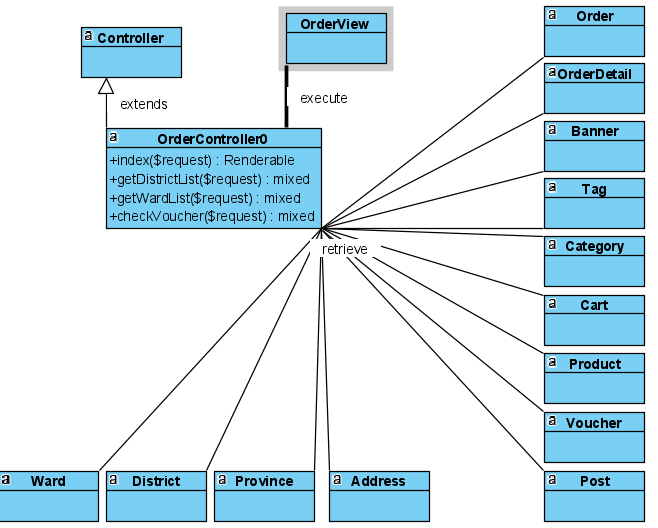 a Controller
OrderView
extends
execute
a OrderController0
+index($request) : Renderable
+getDistrictList($request) : mixed
+getWardList($request) : mixed
+checkVoucher($request) : mixed
retrieve
a Order
a OrderDetail
a Banner
a Tag
a Category
a Cart
a Product
a Voucher
a Post
a Ward
a District
a Province
a Address